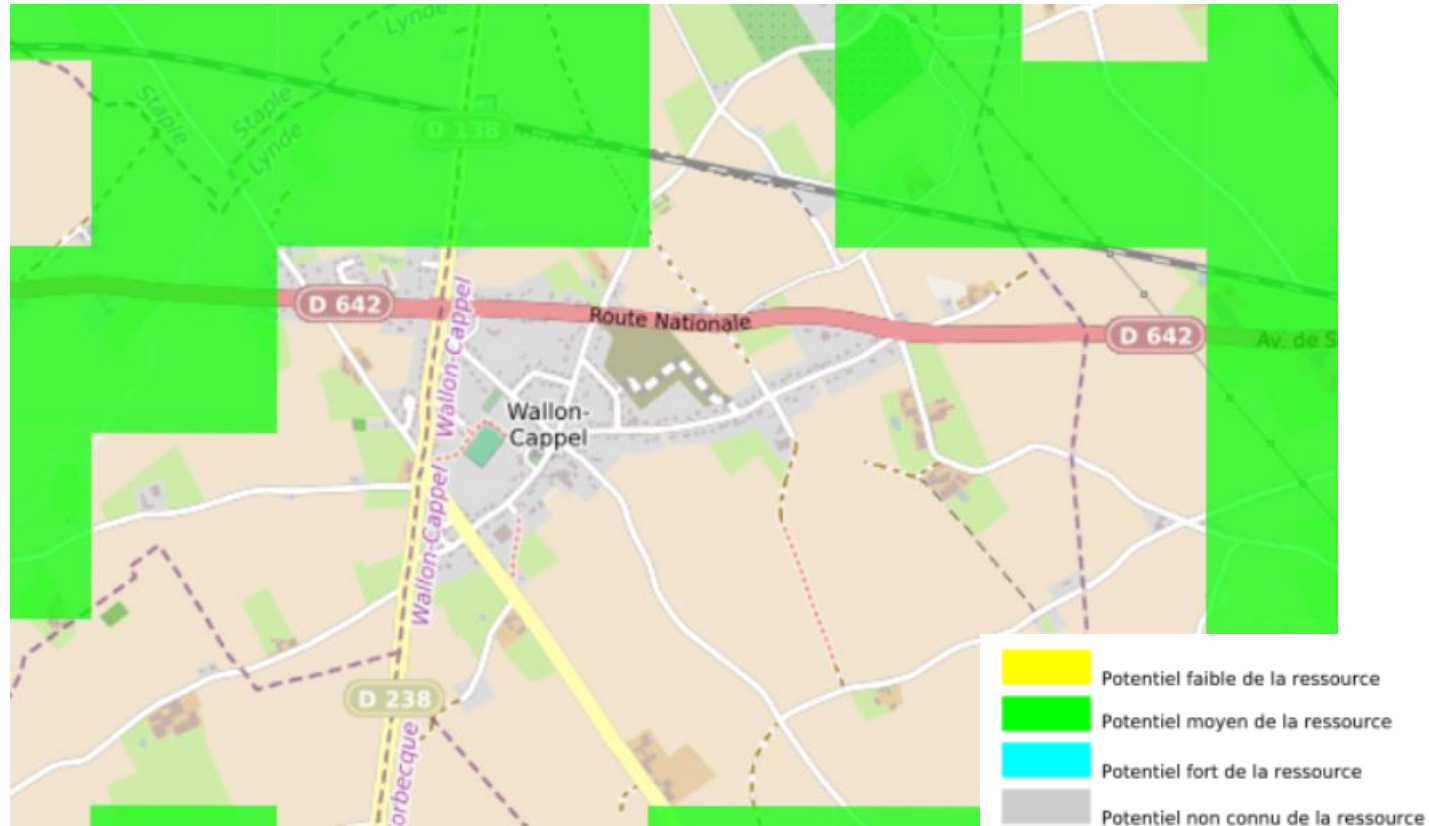 Lynde
Staple
Staple
Lynde
D 138
D 642
Wallon-Cappel
Route Nationale
D 642
Av. de S
Wallon-
Cappel
Wallon-Cappel
D 238
orbecque
Potentiel faible de la ressource
Potentiel moyen de la ressource
Potentiel fort de la ressource
Potentiel non connu de la ressource